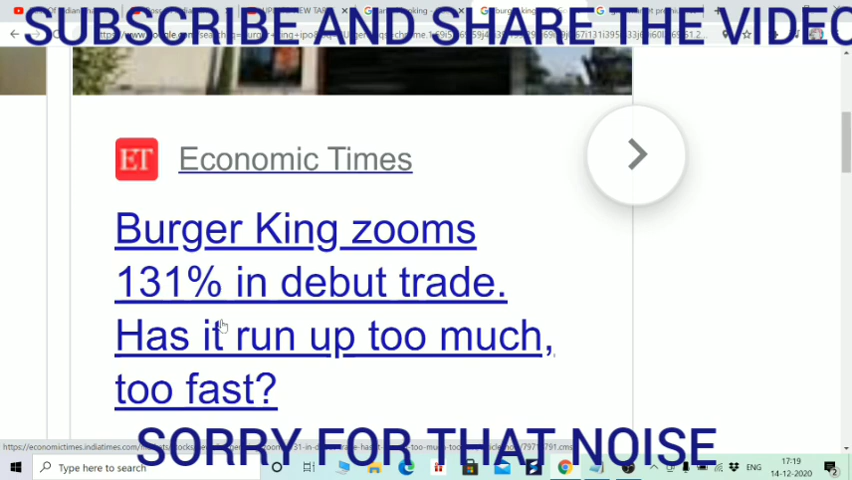 SUBSCRIBE AND SHARE THE VIDEO
ET Economic Times
Burger King zooms
131% in debut trade.
Has it run up too much,
too fast?
SORRY FOR THAT NOISE
Type here to search
ENG
17:19
14-12-2020